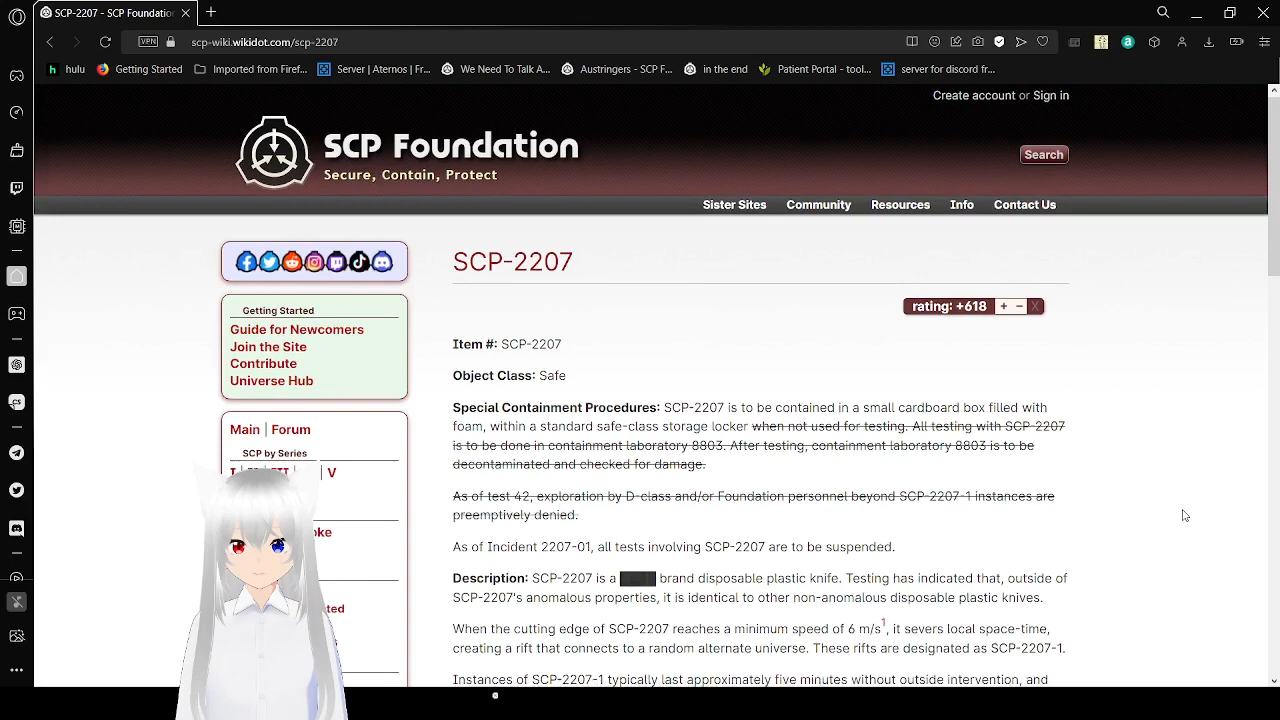 SCP-2207 - SCP Foundation
scp-wiki.wikidot.com/scp-2207
VPN
hulu
Getting Started
Imported from Firef...
Server | Aternos | Fr...
We Need To Talk A...
Austringers - SCP F...
in the end
Patient Portal - tool...
server for discord fr...
Create account or Sign in
SCP Foundation
Secure, Contain, Protect
Search
Sister Sites Community Resources Info Contact Us
SCP-2207
rating: +618 + − X
Getting Started
Guide for Newcomers
Join the Site
Contribute
Universe Hub
Main | Forum
SCP by Series
V
Item #: SCP-2207
Object Class: Safe
Special Containment Procedures: SCP-2207 is to be contained in a small cardboard box filled with
foam, within a standard safe-class storage locker when not used for testing. All testing with SCP-2207
is to be done in containment laboratory 8803. After testing, containment laboratory 8803 is to be
decontaminated and checked for damage.
As of test 42, exploration by D-class and/or Foundation personnel beyond SCP-2207-1 instances are
preemptively denied.
As of Incident 2207-01, all tests involving SCP-2207 are to be suspended.
Description: SCP-2207 is a brand disposable plastic knife. Testing has indicated that, outside of
SCP-2207's anomalous properties, it is identical to other non-anomalous disposable plastic knives.
When the cutting edge of SCP-2207 reaches a minimum speed of 6 m/s1, it severs local space-time,
creating a rift that connects to a random alternate universe. These rifts are designated as SCP-2207-1.
Instances of SCP-2207-1 typically last approximately five minutes without outside intervention, and